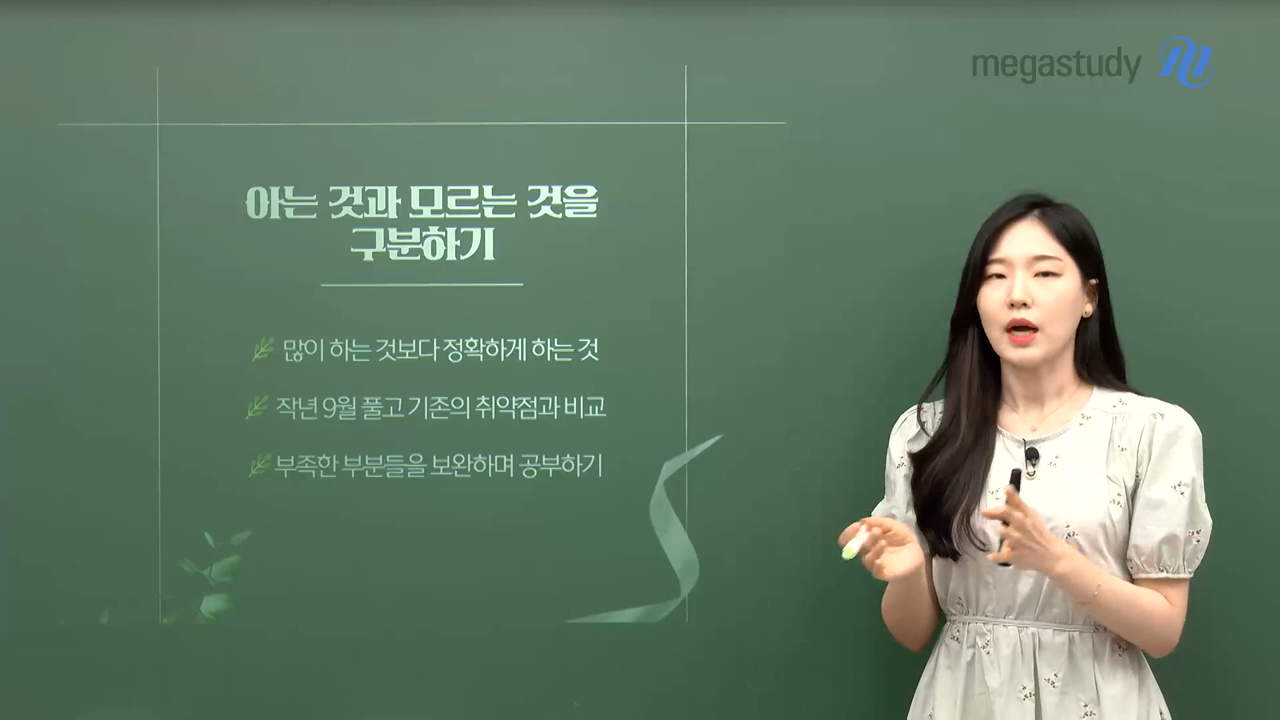 megastudy
아는 것과 모르는 것을
구분하기
많이 하는 것보다 정확하게 하는 것
작년 9월 풀고 기존의 취약점과 비교
부족한 부분들을 보완하며 공부하기